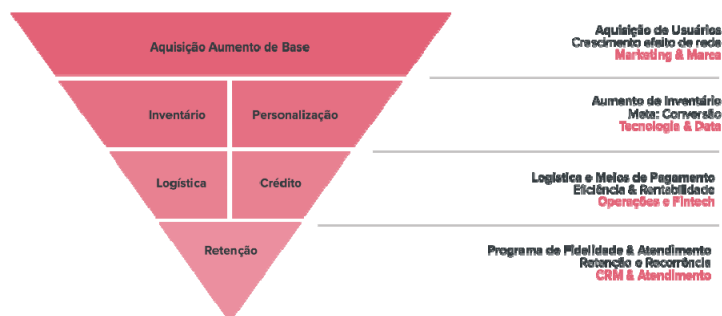 Aquisição Aumento de Base
Aquisição de Usuários
Crescimento efeito de rede
Marketing & Marca
Inventário
Personalização
Aumento de Inventário
Meta: Conversão
Tecnologia & Data
Logística
Crédito
Logística e Meios de Pagamento
Eficiência & Rentabilidade
Operações e Fintech
Retenção
Programa de Fidelidade & Atendimento
Retenção e Recorrência
CRM & Atendimento